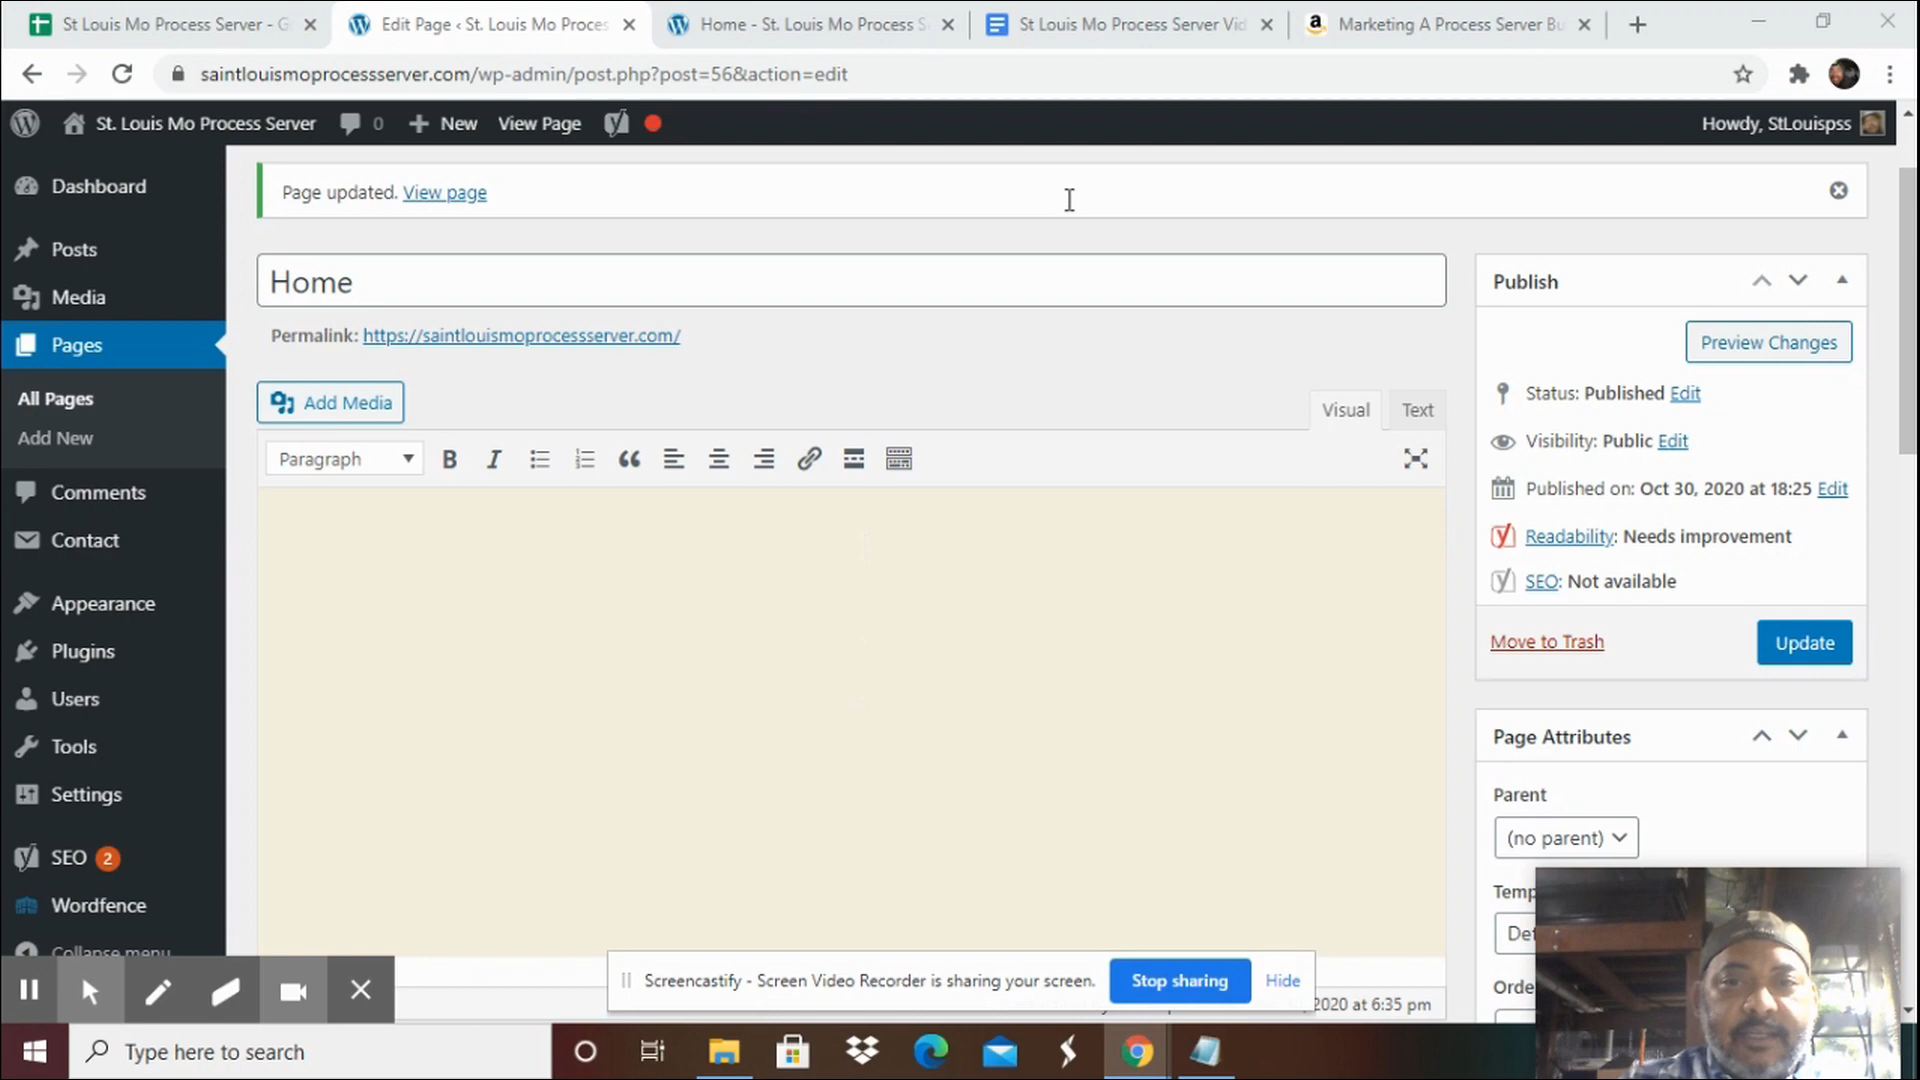 St Louis Mo Process Server - G
Edit Page ‹ St. Louis Mo Proces
Home - St. Louis Mo Process S
St Louis Mo Process Server Vid
Marketing A Process Server Bu
saintlouismoprocessserver.com/wp-admin/post.php?post=56&action=edit
St. Louis Mo Process Server 0 New View Page Howdy, StLouispss
Dashboard
Posts
Media
Pages
All Pages
Add New
Comments
Contact
Appearance
Plugins
Users
Tools
Settings
SEO 2
Wordfence
Collapse menu
Page updated. View page
Home
Permalink: https://saintlouismoprocessserver.com/
Add Media
Visual Text
Paragraph
Publish
Preview Changes
Status: Published Edit
Visibility: Public Edit
Published on: Oct 30, 2020 at 18:25 Edit
Readability: Needs improvement
SEO: Not available
Move to Trash
Update
Page Attributes
Parent
(no parent)
Temp
Def
Orde
Screencastify - Screen Video Recorder is sharing your screen. Stop sharing Hide
2020 at 6:35 pm
Type here to search